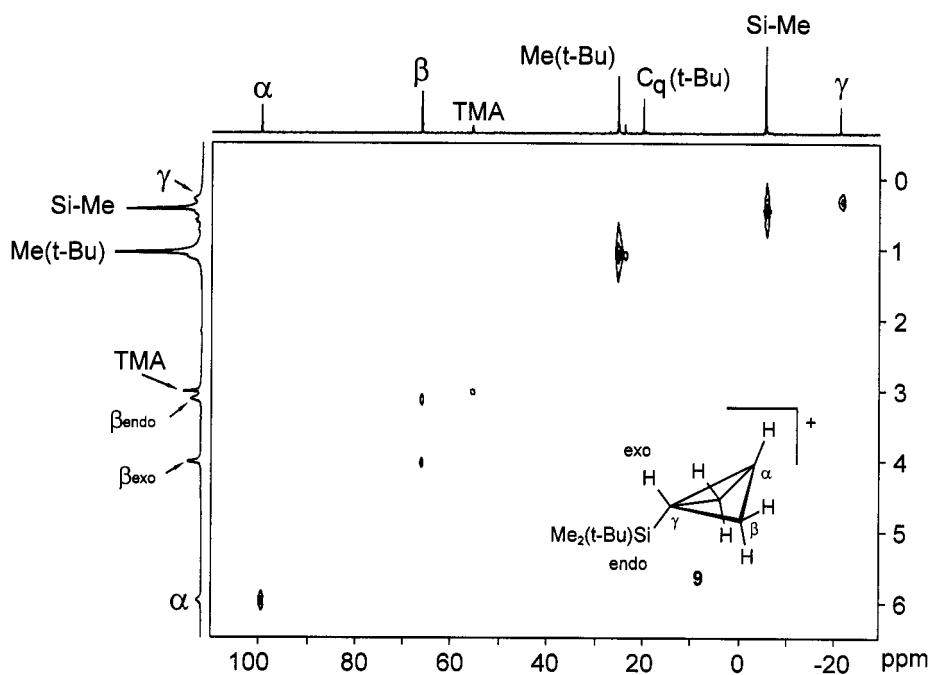 Si-Me
Me(t-Bu)
Cq(t-Bu)
α
β
TMA
γ
γ
Si-Me
Me(t-Bu)
TMA
βendo
βexo
α
0
1
2
3
4
5
6
H
+
exo
H
H
α
H
γ
β
Me₂(t-Bu)Si
H
H
endo
9
100 80 60 40 20 0 -20 ppm